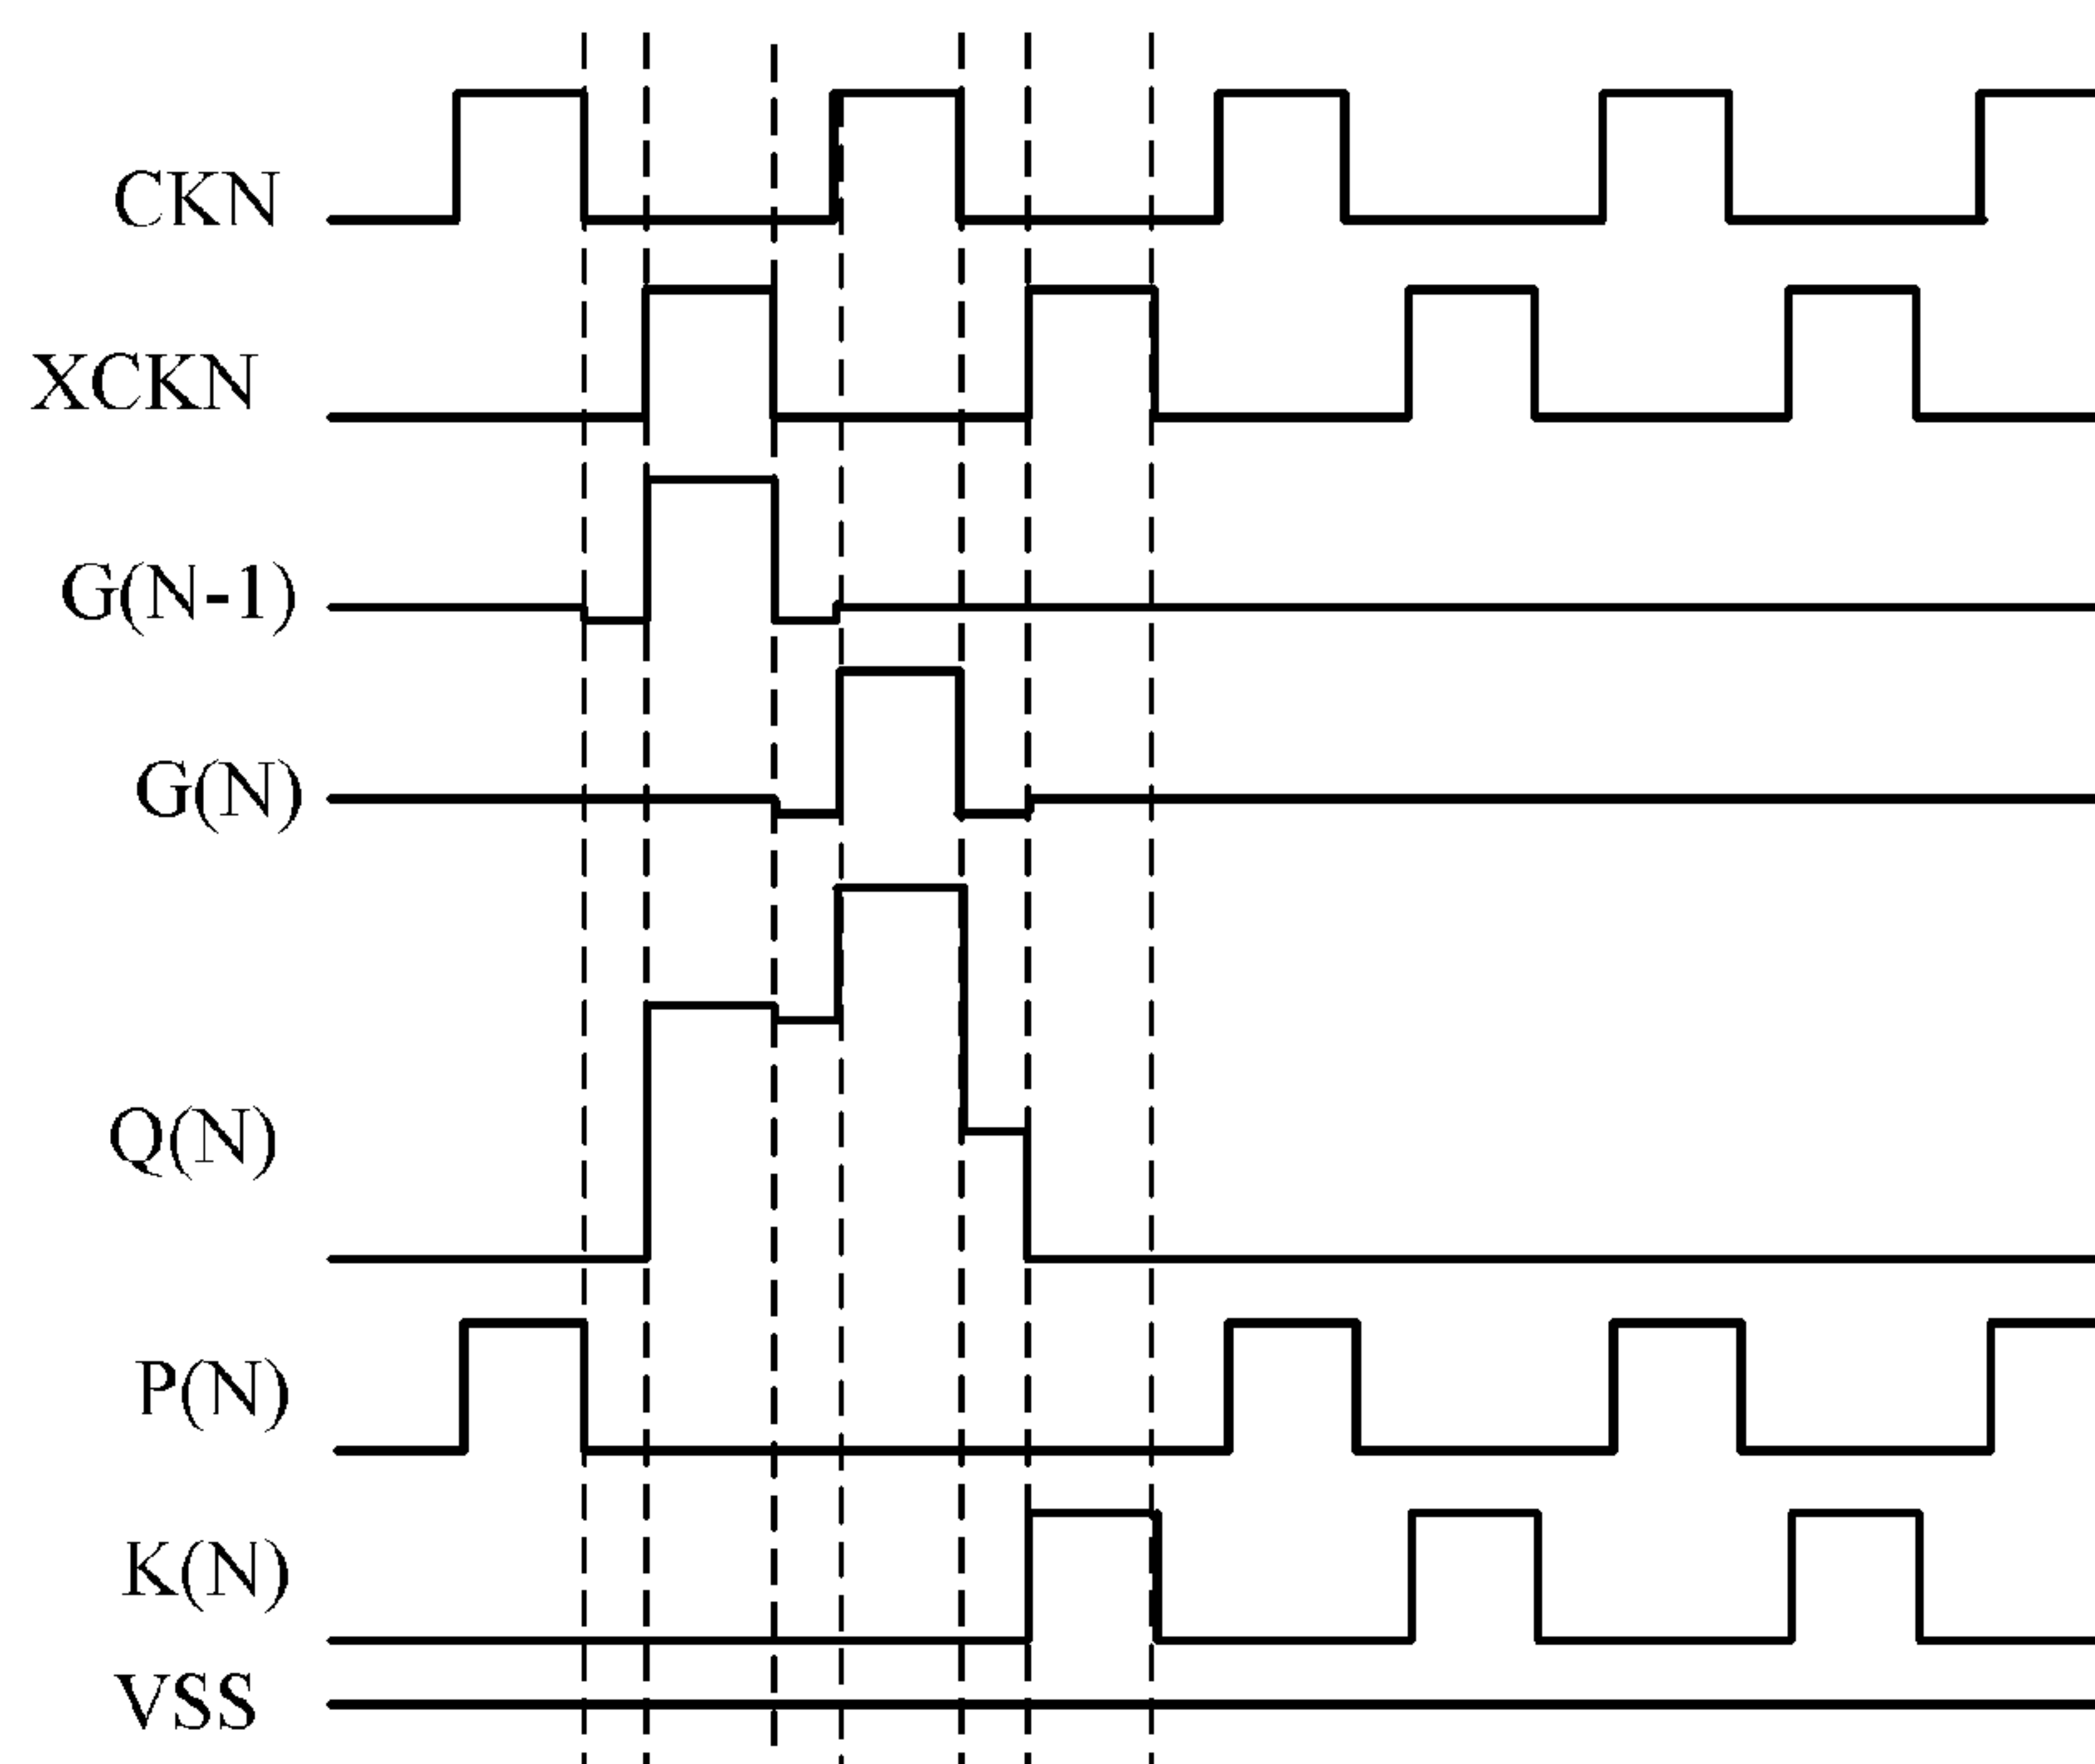 CKN
XCKN
G(N-1)
G(N)
Q(N)
P(N)
K(N)
VSS